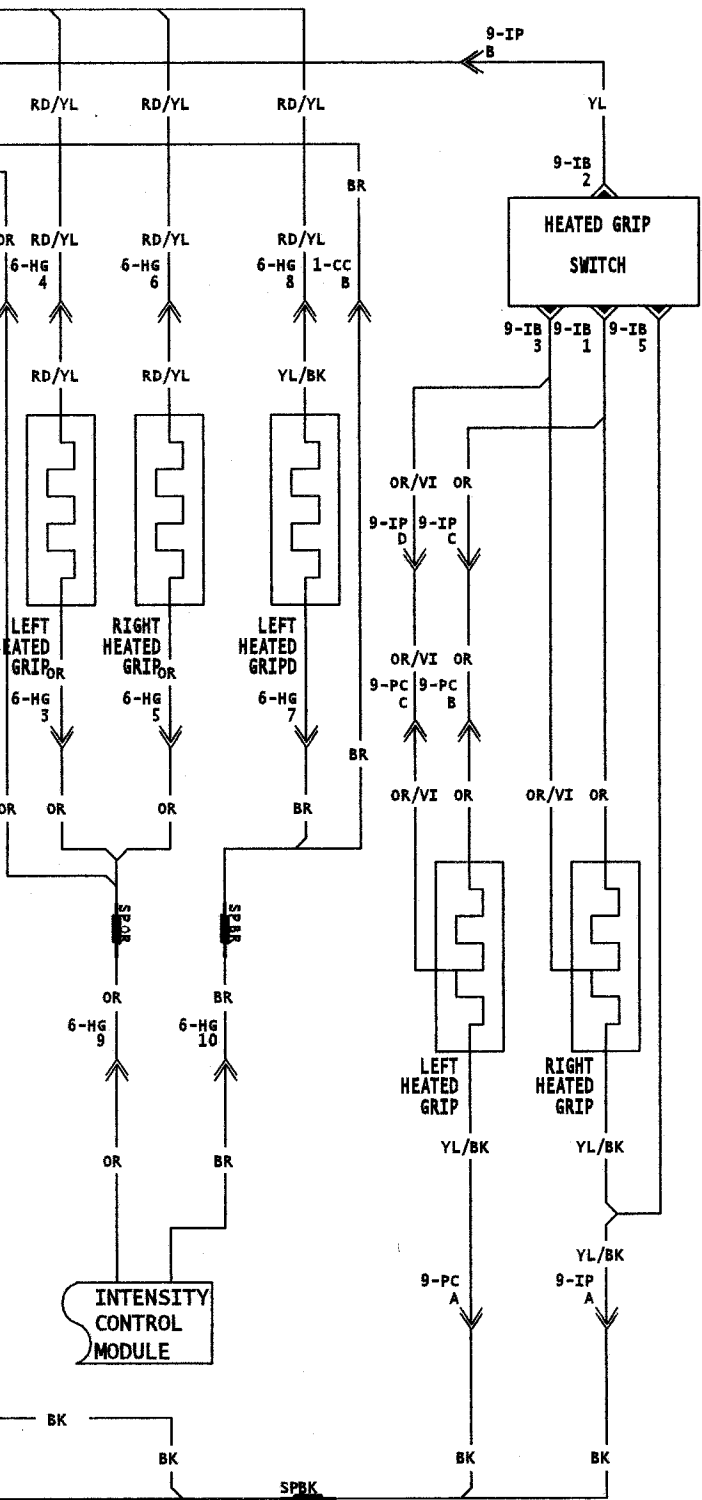 9-IP
B
RD/YL RD/YL RD/YL YL
9-IB
2
BR
HEATED GRIP
SWITCH
OR RD/YL RD/YL RD/YL
6-HG 6-HG 6-HG 1-CC
4 6 8 B
9-IB 9-IB 9-IB
3 1 5
RD/YL RD/YL YL/BK
OR/VI OR
9-IP 9-IP
D C
LEFT RIGHT LEFT
EATED HEATED HEATED
GRIP OR GRIP OR GRIPD
OR/VI OR
9-PC 9-PC
C B
6-HG 6-HG 6-HG
3 5 7
BR
OR/VI OR OR/VI OR
OR OR OR BR
SPOR SPBR
OR BR
6-HG 6-HG
9 10
LEFT RIGHT
HEATED HEATED
GRIP GRIP
YL/BK YL/BK
OR BR
YL/BK
9-PC 9-IP
A A
INTENSITY
CONTROL
MODULE
BK
BK BK BK
SPBK